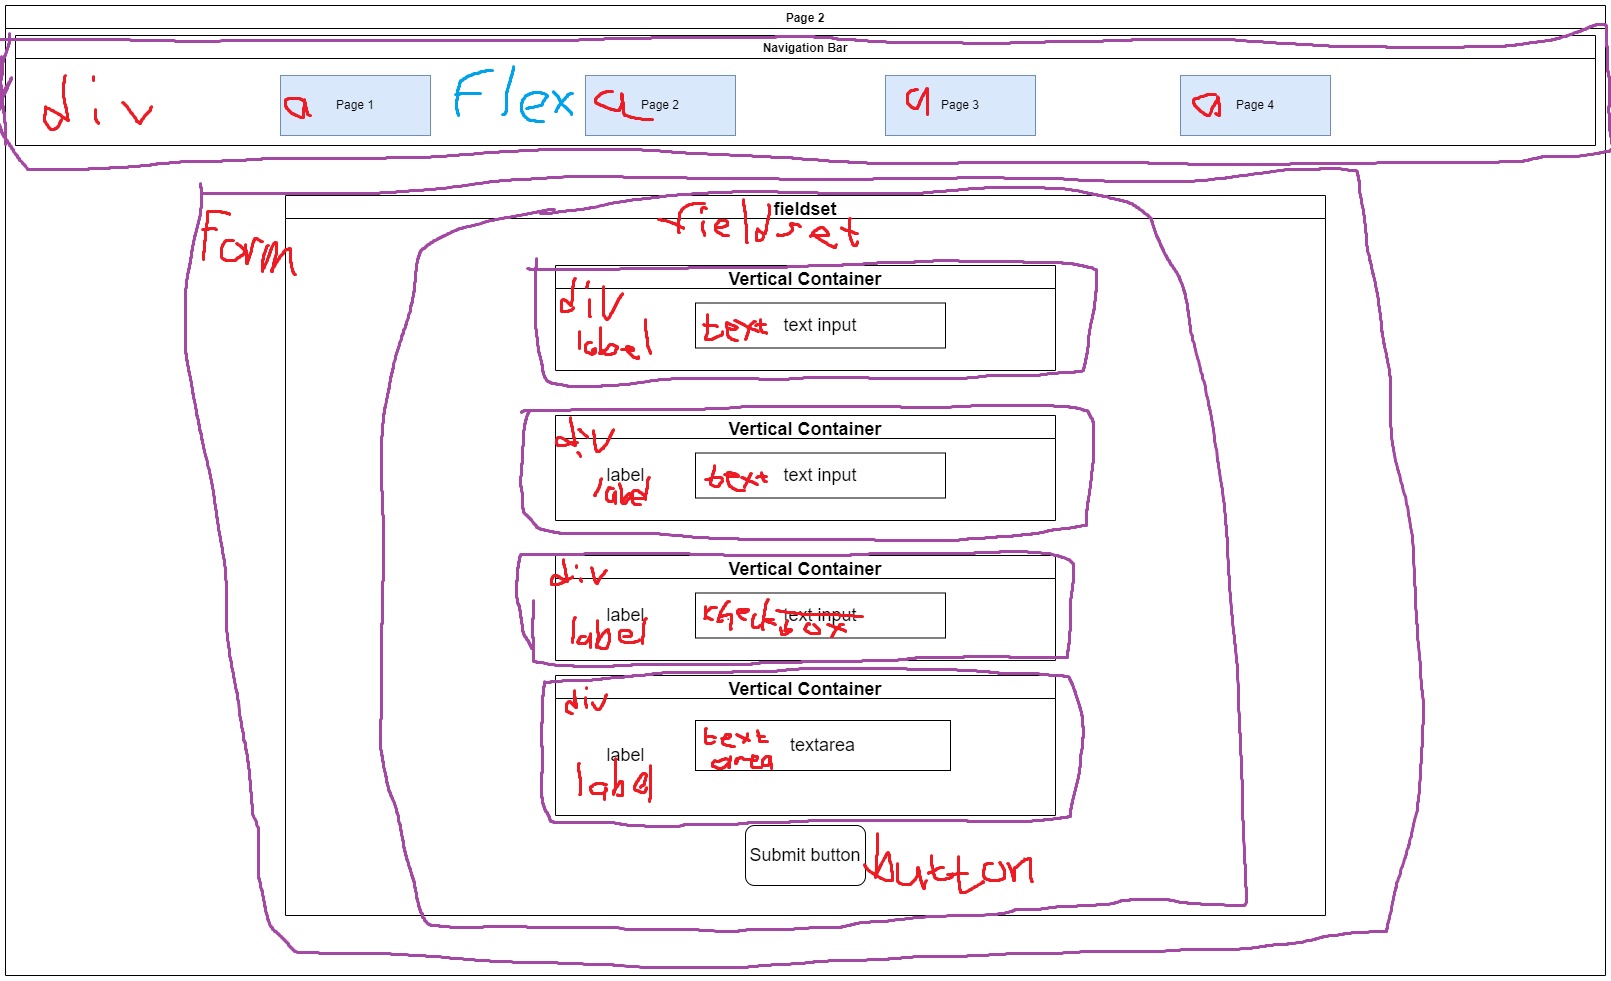 Page 2
Navigation Bar
div a Page 1 Flex a Page 2 a Page 3 a Page 4
fieldset
Form fieldset
Vertical Container
div
label text text input
Vertical Container
div
label text text input
label
Vertical Container
div
label checkbox text input
label
Vertical Container
div
label text area textarea
label
Submit button button